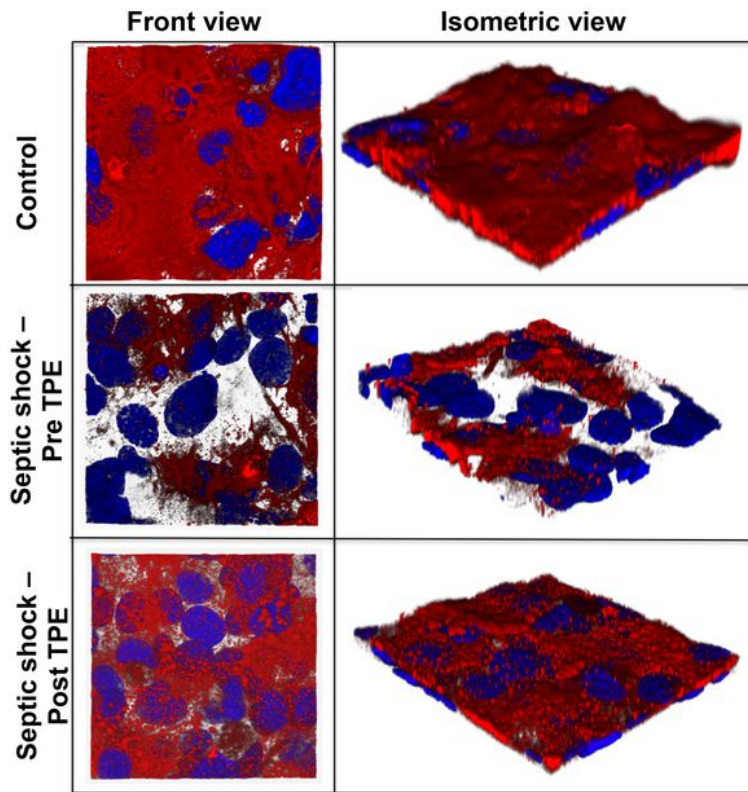 Front view
Isometric view
Control
Septic shock –
Pre TPE
Septic shock –
Post TPE